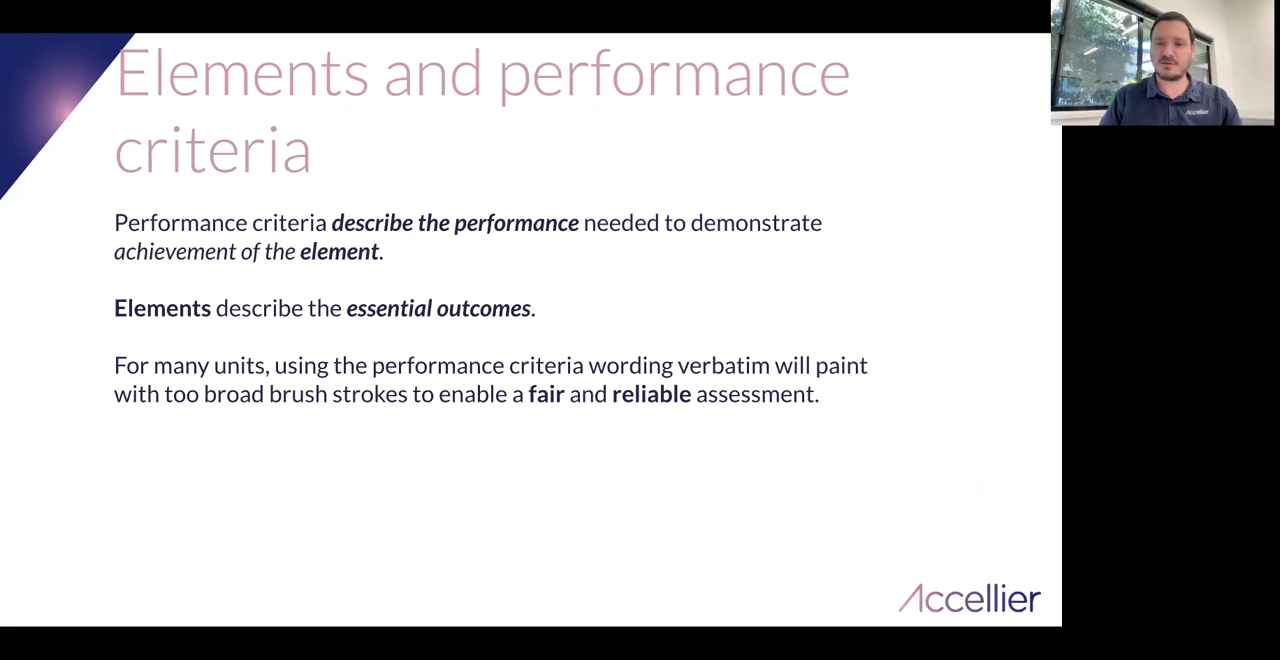 Elements and performance
criteria
Performance criteria describe the performance needed to demonstrate
achievement of the element.
Elements describe the essential outcomes.
For many units, using the performance criteria wording verbatim will paint
with too broad brush strokes to enable a fair and reliable assessment.
Accellier
Accellier